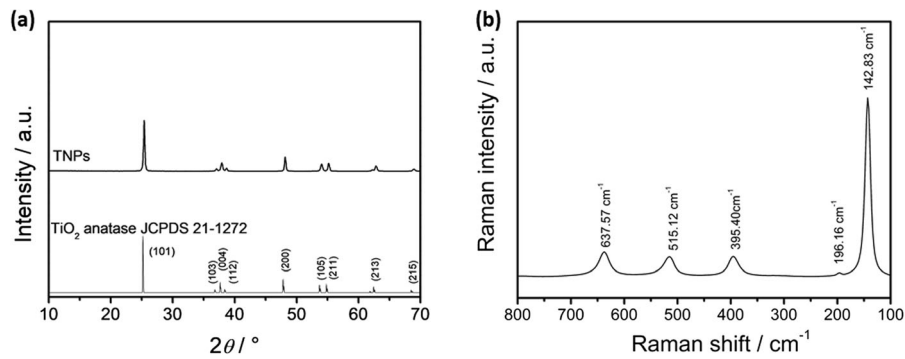 (a)
Intensity / a.u.
TNPs
TiO₂ anatase JCPDS 21-1272
(101)
(103)
(004)
(112)
(200)
(105)
(211)
(213)
(215)
10 20 30 40 50 60 70
2θ / °
(b)
Raman intensity / a.u.
637.57 cm⁻¹
515.12 cm⁻¹
395.40cm⁻¹
196.16 cm⁻¹
142.83 cm⁻¹
800 700 600 500 400 300 200 100
Raman shift / cm⁻¹